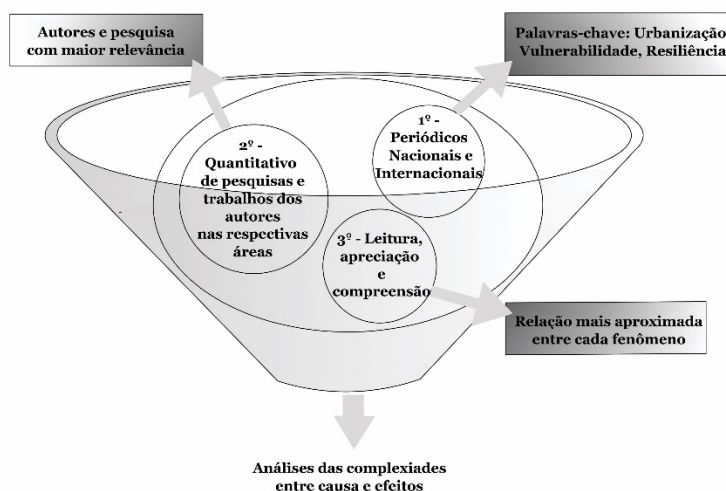 Autores e pesquisa
com maior relevância
Palavras-chave: Urbanização
Vulnerabilidade, Resiliência
1º -
Periódicos
Nacionais e
Internacionais
2º -
Quantitativo
de pesquisas e
trabalhos dos
autores
nas respectivas
áreas
3º - Leitura,
apreciação
e
compreensão
Relação mais aproximada
entre cada fenômeno
Análises das complexiades
entre causa e efeitos